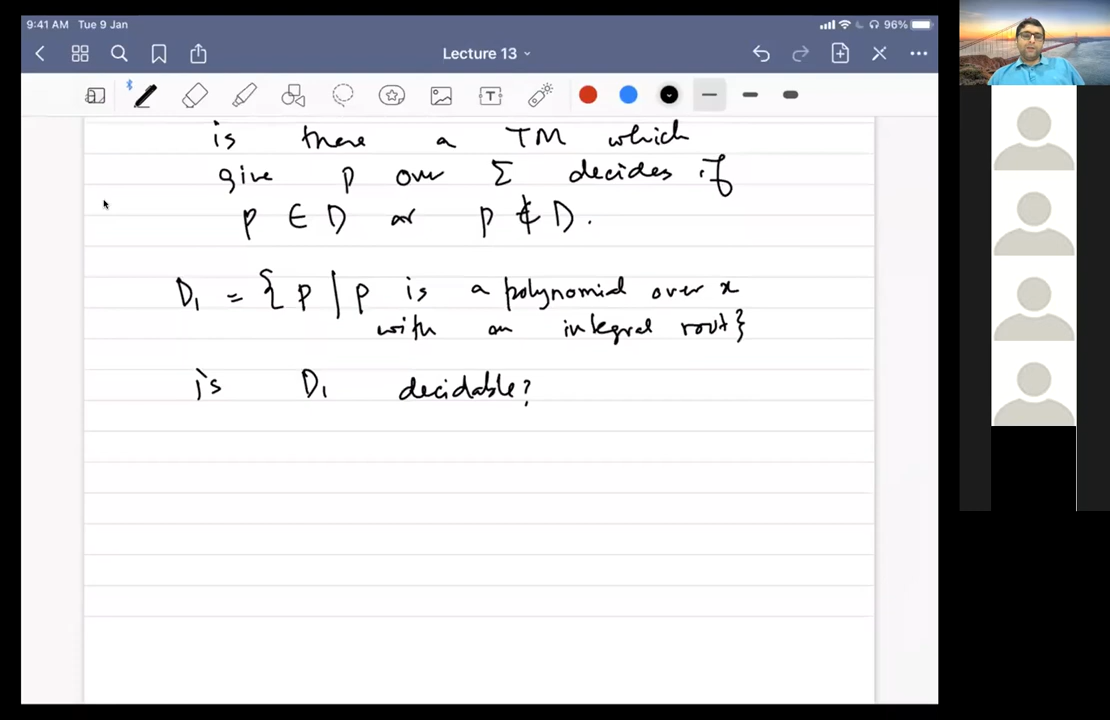 9:41 AM Tue 9 Jan
96%
Lecture 13
is there a TM which
give p over Σ decides if
p ∈ D or p ∉ D.
D₁ = { p | p is a polynomial over x
with an integral root}
is D₁ decidable?